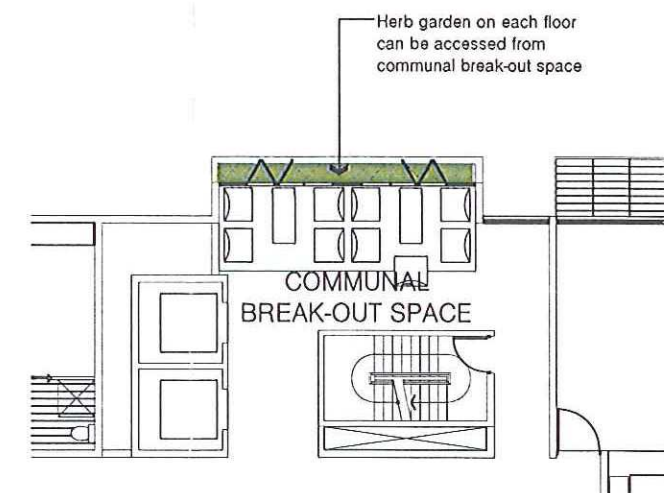 Herb garden on each floor
can be accessed from
communal break-out space
COMMUNAL
BREAK-OUT SPACE